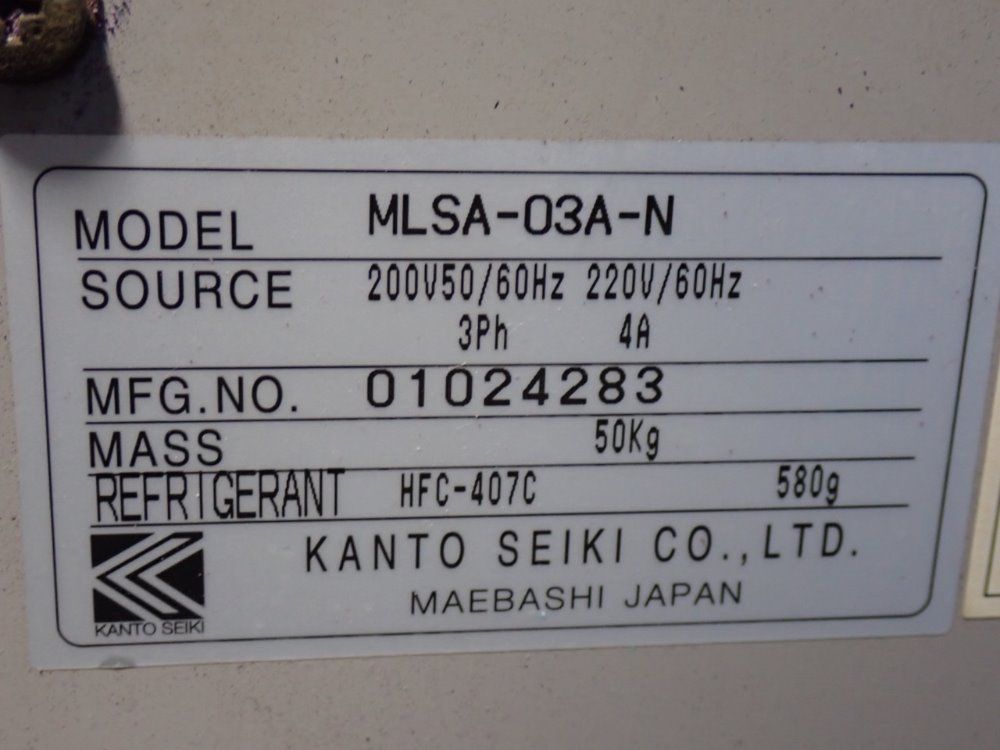 MODEL MLSA-03A-N
SOURCE 200V50/60Hz 220V/60Hz
3Ph 4A
MFG.NO. 01024283
MASS 50Kg
REFRIGERANT HFC-407C 580g
KANTO SEIKI CO.,LTD.
MAEBASHI JAPAN
KANTO SEIKI